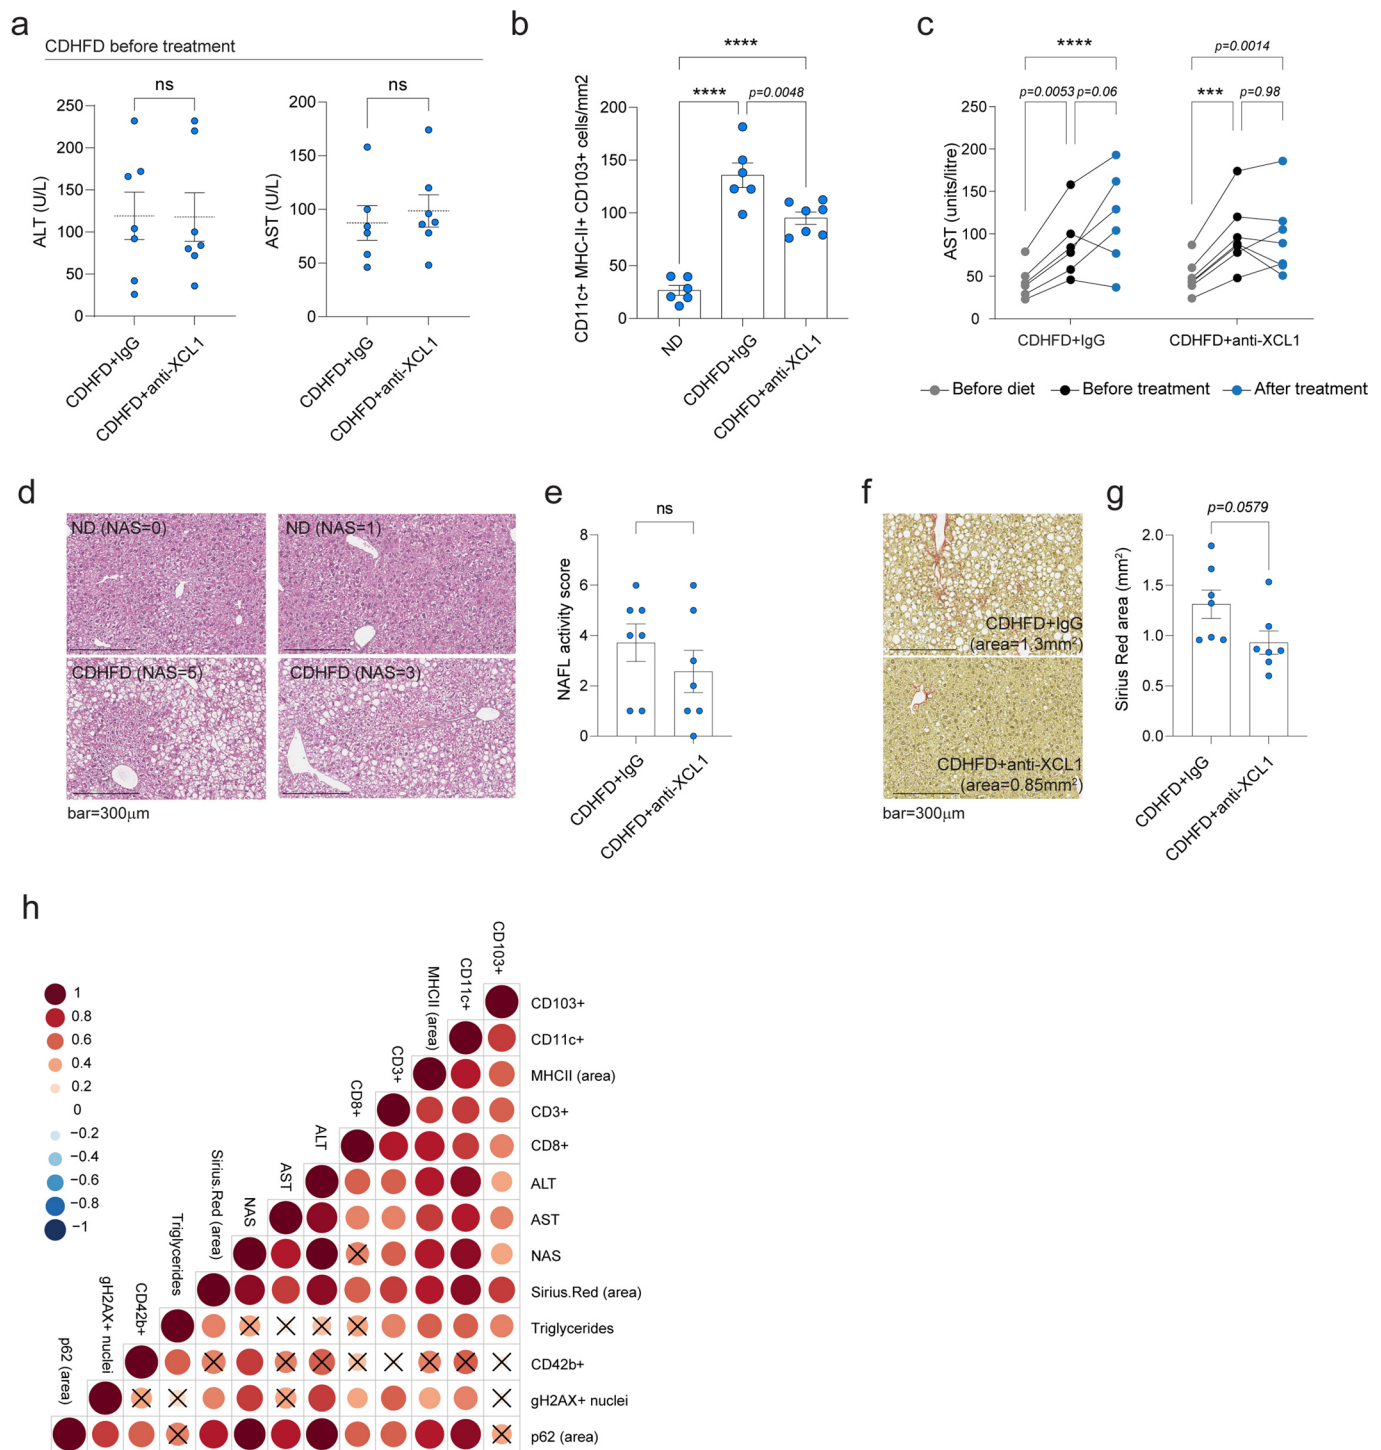 a
CDHFD before treatment
ns
ns
ALT (U/L)
250
200
150
100
50
0
CDHFD+IgG
CDHFD+anti-XCL1
AST (U/L)
200
150
100
50
0
CDHFD+IgG
CDHFD+anti-XCL1
b
****
**** p=0.0048
CD11c+ MHC-II+ CD103+ cells/mm2
200
150
100
50
0
ND
CDHFD+IgG
CDHFD+anti-XCL1
c
**** p=0.0014
p=0.0053 p=0.06 *** p=0.98
AST (units/litre)
250
200
150
100
50
0
CDHFD+IgG CDHFD+anti-XCL1
Before diet Before treatment After treatment
d
ND (NAS=0) ND (NAS=1)
CDHFD (NAS=5) CDHFD (NAS=3)
bar=300μm
e
ns
NAFL activity score
8
6
4
2
0
CDHFD+IgG
CDHFD+anti-XCL1
f
CDHFD+IgG
(area=1.3mm²)
CDHFD+anti-XCL1
(area=0.85mm²)
bar=300μm
g
p=0.0579
Sirius Red area (mm²)
2.0
1.5
1.0
0.5
0.0
CDHFD+IgG
CDHFD+anti-XCL1
h
1
0.8
0.6
0.4
0.2
0
−0.2
−0.4
−0.6
−0.8
−1
p62 (area)
gH2AX+ nuclei
CD42b+
Triglycerides
Sirius.Red (area)
NAS
AST
ALT
CD8+
CD3+
MHCII (area)
CD11c+
CD103+
CD103+
CD11c+
MHCII (area)
CD3+
CD8+
ALT
AST
NAS
Sirius.Red (area)
Triglycerides
CD42b+
gH2AX+ nuclei
p62 (area)